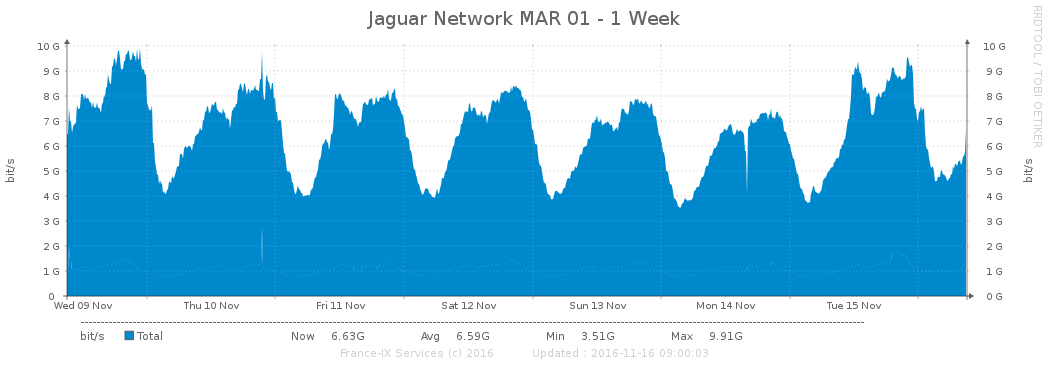 Jaguar Network MAR 01 - 1 Week
RRDTOOL / TOBI OETIKER
bit/s
10 G
9 G
8 G
7 G
6 G
5 G
4 G
3 G
2 G
1 G
0
10 G
9 G
8 G
7 G
6 G
5 G
4 G
3 G
2 G
1 G
0 G
bit/s
Wed 09 Nov Thu 10 Nov Fri 11 Nov Sat 12 Nov Sun 13 Nov Mon 14 Nov Tue 15 Nov
bit/s Total Now 6.63G Avg 6.59G Min 3.51G Max 9.91G
France-IX Services (c) 2016 Updated : 2016-11-16 09:00:03